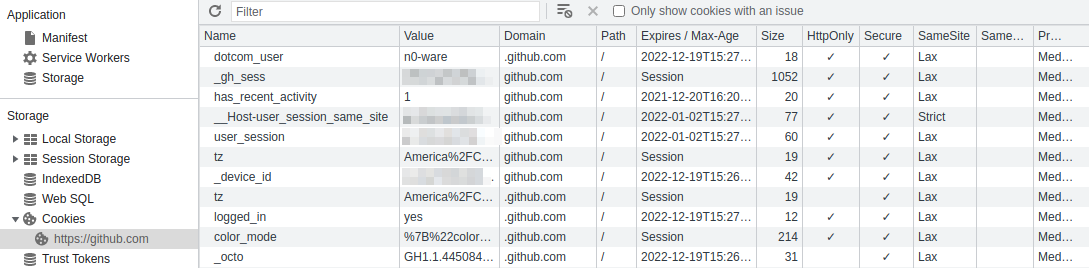 Application
Manifest
Service Workers
Storage
Storage
Local Storage
Session Storage
IndexedDB
Web SQL
Cookies
https://github.com
Trust Tokens
Filter
Only show cookies with an issue
Name Value Domain Path Expires / Max-Age Size HttpOnly Secure SameSite Same... Pr...
dotcom_user n0-ware .github.com / 2022-12-19T15:27... 18 ✓ ✓ Lax Med...
_gh_sess github.com / Session 1052 ✓ ✓ Lax Med...
has_recent_activity 1 github.com / 2021-12-20T16:20... 20 ✓ ✓ Lax Med...
__Host-user_session_same_site github.com / 2022-01-02T15:27... 77 ✓ ✓ Strict Med...
user_session github.com / 2022-01-02T15:27... 60 ✓ ✓ Lax Med...
tz America%2FC... github.com / Session 19 ✓ ✓ Lax Med...
_device_id github.com / 2022-12-19T15:26... 42 ✓ ✓ Lax Med...
tz America%2FC... .github.com / Session 19 ✓ Lax Med...
logged_in yes .github.com / 2022-12-19T15:27... 12 ✓ ✓ Lax Med...
color_mode %7B%22color... .github.com / Session 214 ✓ ✓ Lax Med...
_octo GH1.1.445084... .github.com / 2022-12-19T15:26... 31 ✓ Lax Med...